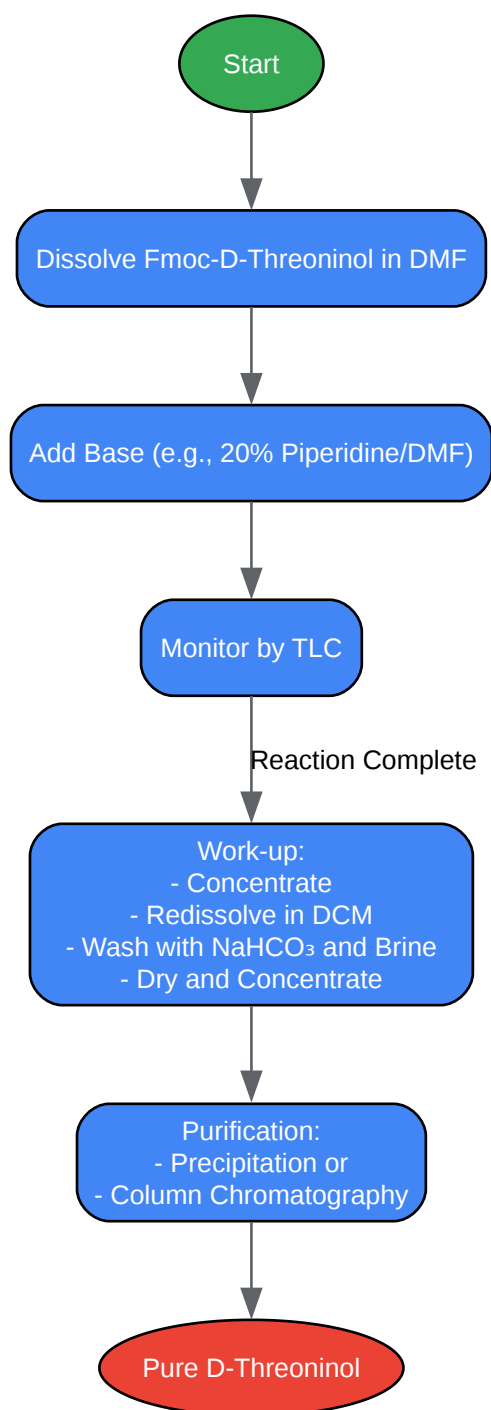 Start
Dissolve Fmoc-D-Threoninol in DMF
Add Base (e.g., 20% Piperidine/DMF)
Monitor by TLC
Reaction Complete
Work-up:
- Concentrate
- Redissolve in DCM
- Wash with NaHCO₃ and Brine
- Dry and Concentrate
Purification:
- Precipitation or
- Column Chromatography
Pure D-Threoninol